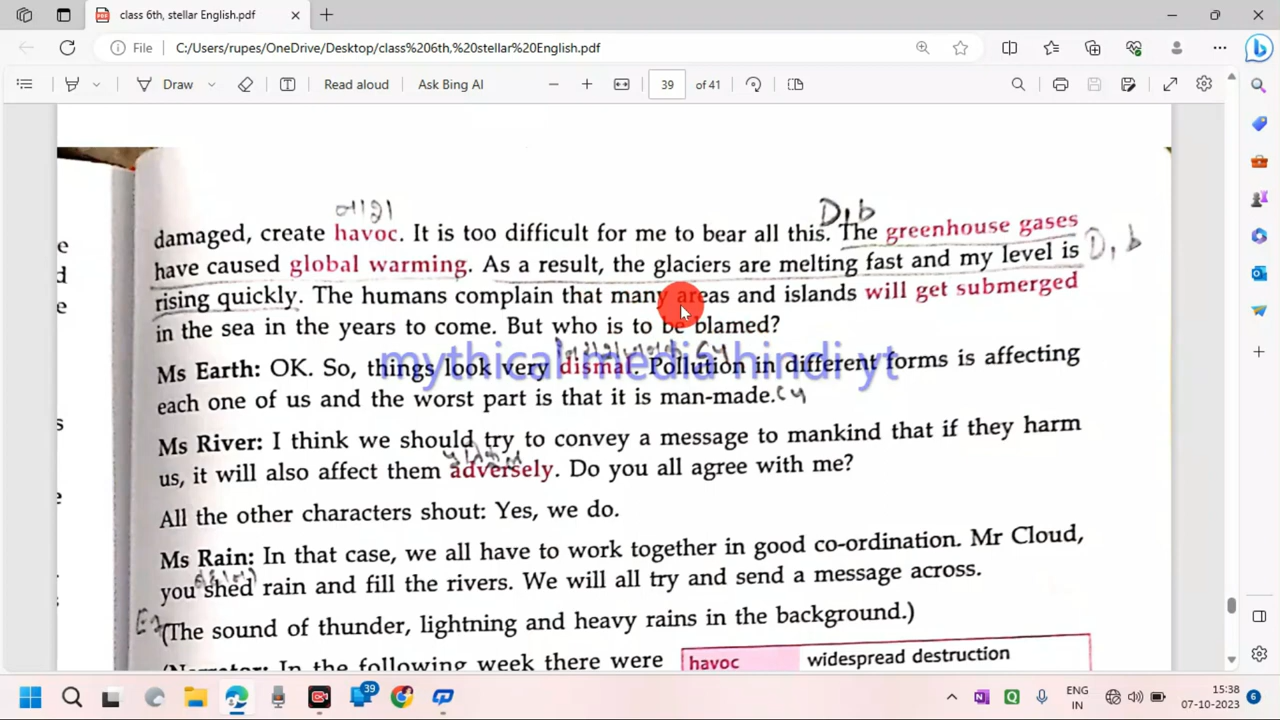 class 6th, stellar English.pdf
File C:/Users/rupes/OneDrive/Desktop/class%206th,%20stellar%20English.pdf
Draw Read aloud Ask Bing AI 39 of 41
damaged, create havoc. It is too difficult for me to bear all this. The greenhouse gases
have caused global warming. As a result, the glaciers are melting fast and my level is
rising quickly. The humans complain that many areas and islands will get submerged
in the sea in the years to come. But who is to be blamed?
mythical media hindi yt
Ms Earth: OK. So, things look very dismal. Pollution in different forms is affecting
each one of us and the worst part is that it is man-made.
Ms River: I think we should try to convey a message to mankind that if they harm
us, it will also affect them adversely. Do you all agree with me?
All the other characters shout: Yes, we do.
Ms Rain: In that case, we all have to work together in good co-ordination. Mr Cloud,
you shed rain and fill the rivers. We will all try and send a message across.
(The sound of thunder, lightning and heavy rains in the background.)
(Narrator: In the following week there were
havoc widespread destruction
39
ENG
IN
15:38
07-10-2023
6